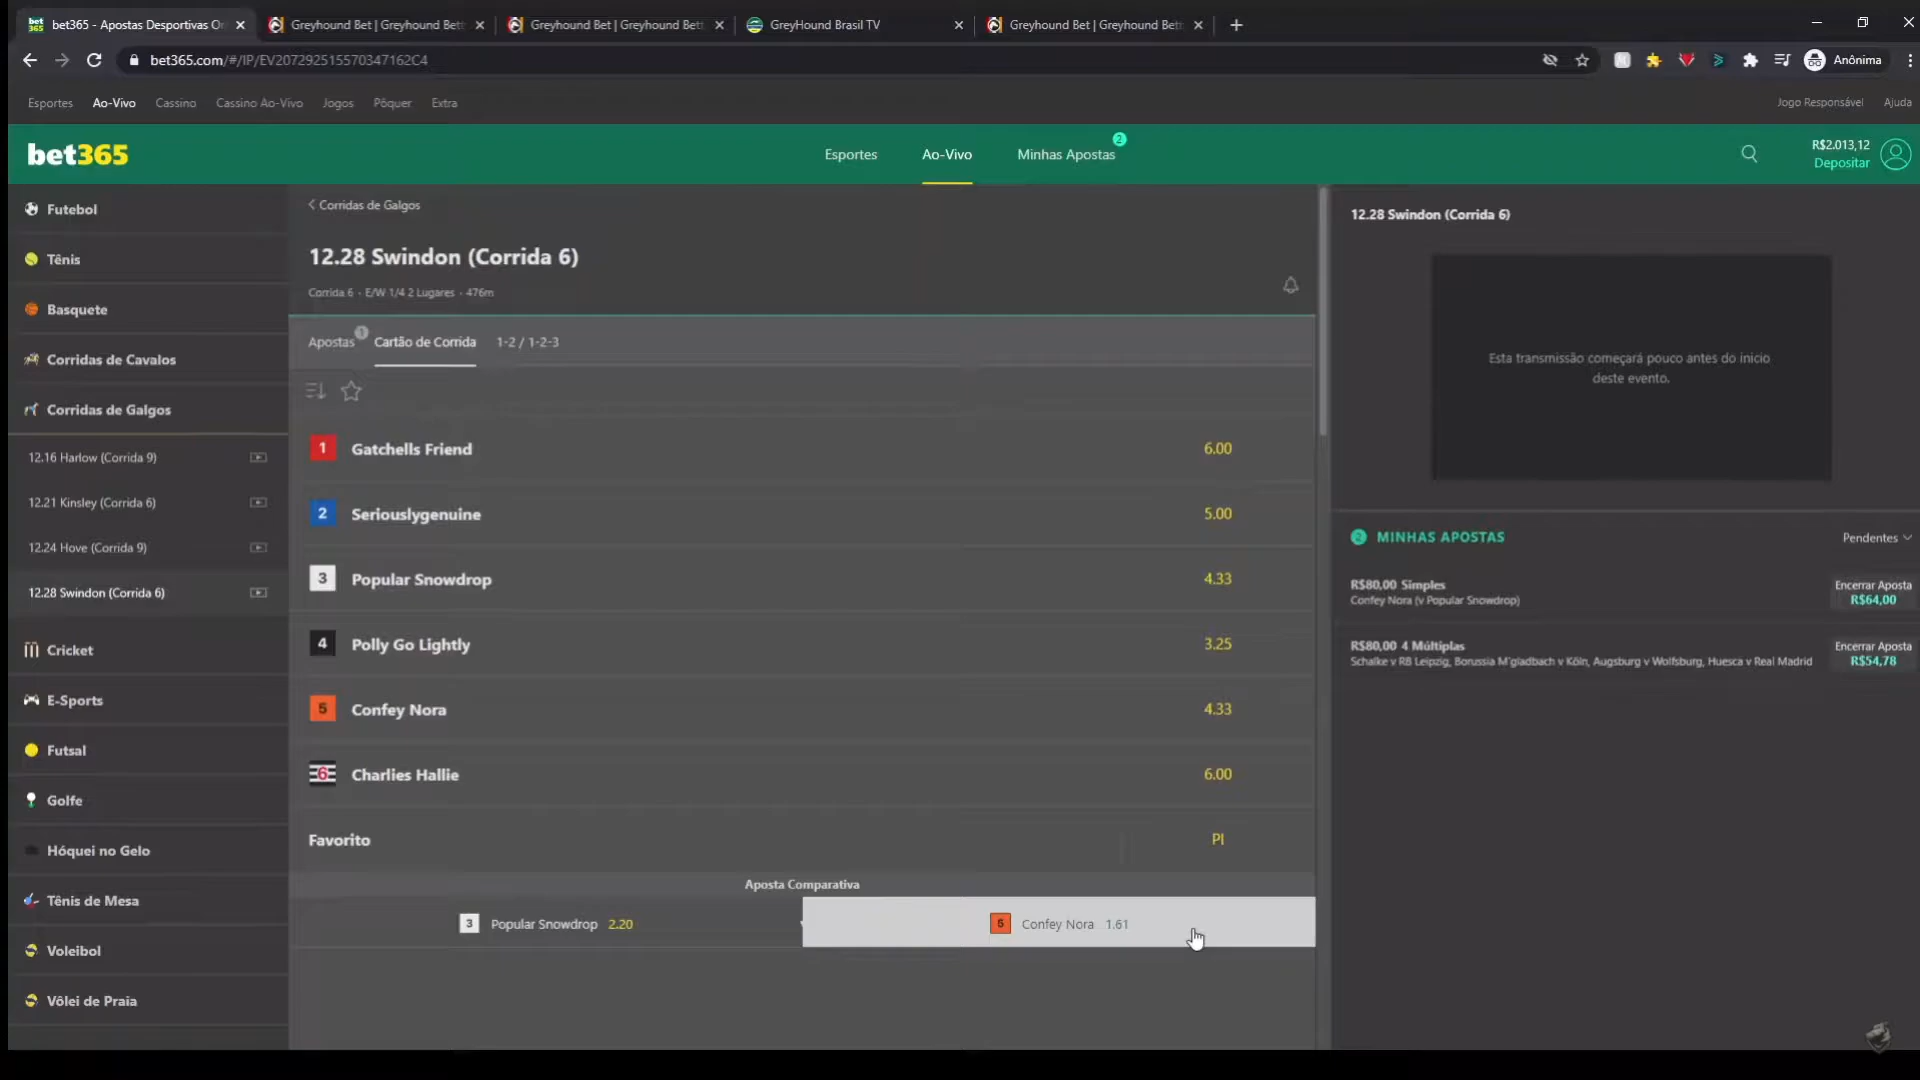 bet365 - Apostas Desportivas On
Greyhound Bet | Greyhound Bett
Greyhound Bet | Greyhound Bett
GreyHound Brasil TV
Greyhound Bet | Greyhound Bett
bet365.com/#/IP/EV207292515570347162C4
Anônima
Esportes
Ao-Vivo
Cassino
Cassino Ao-Vivo
Jogos
Pôquer
Extra
Jogo Responsável
Ajuda
bet365
Esportes
Ao-Vivo
Minhas Apostas
2
R$2.013,12
Depositar
Futebol
Tênis
Basquete
Corridas de Cavalos
Corridas de Galgos
12.16 Harlow (Corrida 9)
12.21 Kinsley (Corrida 6)
12.24 Hove (Corrida 9)
12.28 Swindon (Corrida 6)
Cricket
E-Sports
Futsal
Golfe
Hóquei no Gelo
Tênis de Mesa
Voleibol
Vôlei de Praia
Corridas de Galgos
12.28 Swindon (Corrida 6)
Corrida 6 - E/W 1/4 2 Lugares - 476m
Apostas 1
Cartão de Corrida
1-2 / 1-2-3
1 Gatchells Friend 6.00
2 Seriouslygenuine 5.00
3 Popular Snowdrop 4.33
4 Polly Go Lightly 3.25
5 Confey Nora 4.33
6 Charlies Hallie 6.00
Favorito PI
Aposta Comparativa
3 Popular Snowdrop 2.20
5 Confey Nora 1.61
12.28 Swindon (Corrida 6)
Esta transmissão começará pouco antes do inicio
deste evento.
2 MINHAS APOSTAS
Pendentes
R$80,00 Simples
Confey Nora (v Popular Snowdrop)
Encerrar Aposta
R$64,00
R$80,00 4 Múltiplas
Schalke v RB Leipzig, Borussia M'gladbach v Köln, Augsburg v Wolfsburg, Huesca v Real Madrid
Encerrar Aposta
R$54,78